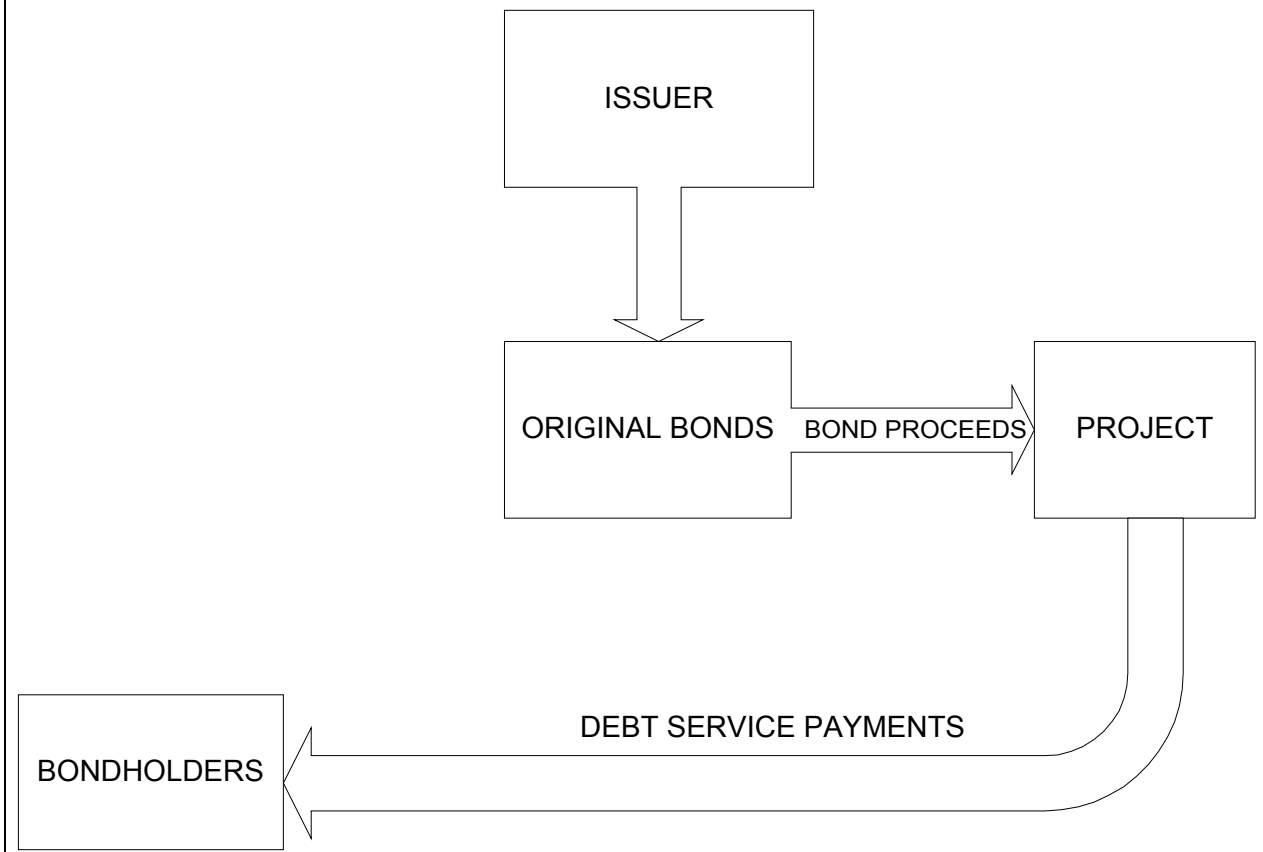 ISSUER
ORIGINAL BONDS
BOND PROCEEDS
PROJECT
DEBT SERVICE PAYMENTS
BONDHOLDERS